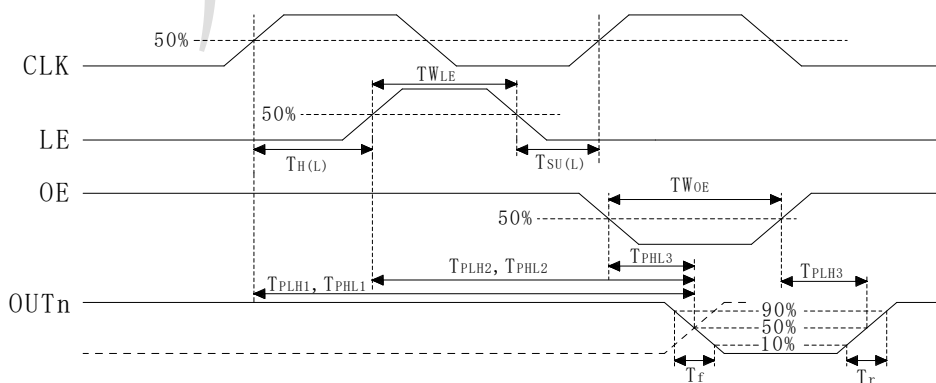 50%
CLK
TWLE
50%
LE
TH(L)
TSU(L)
OE
TWOE
50%
TPLH2, TPHL2
TPHL3
TPLH3
TPLH1, TPHL1
OUTn
90%
50%
10%
Tf
Tr